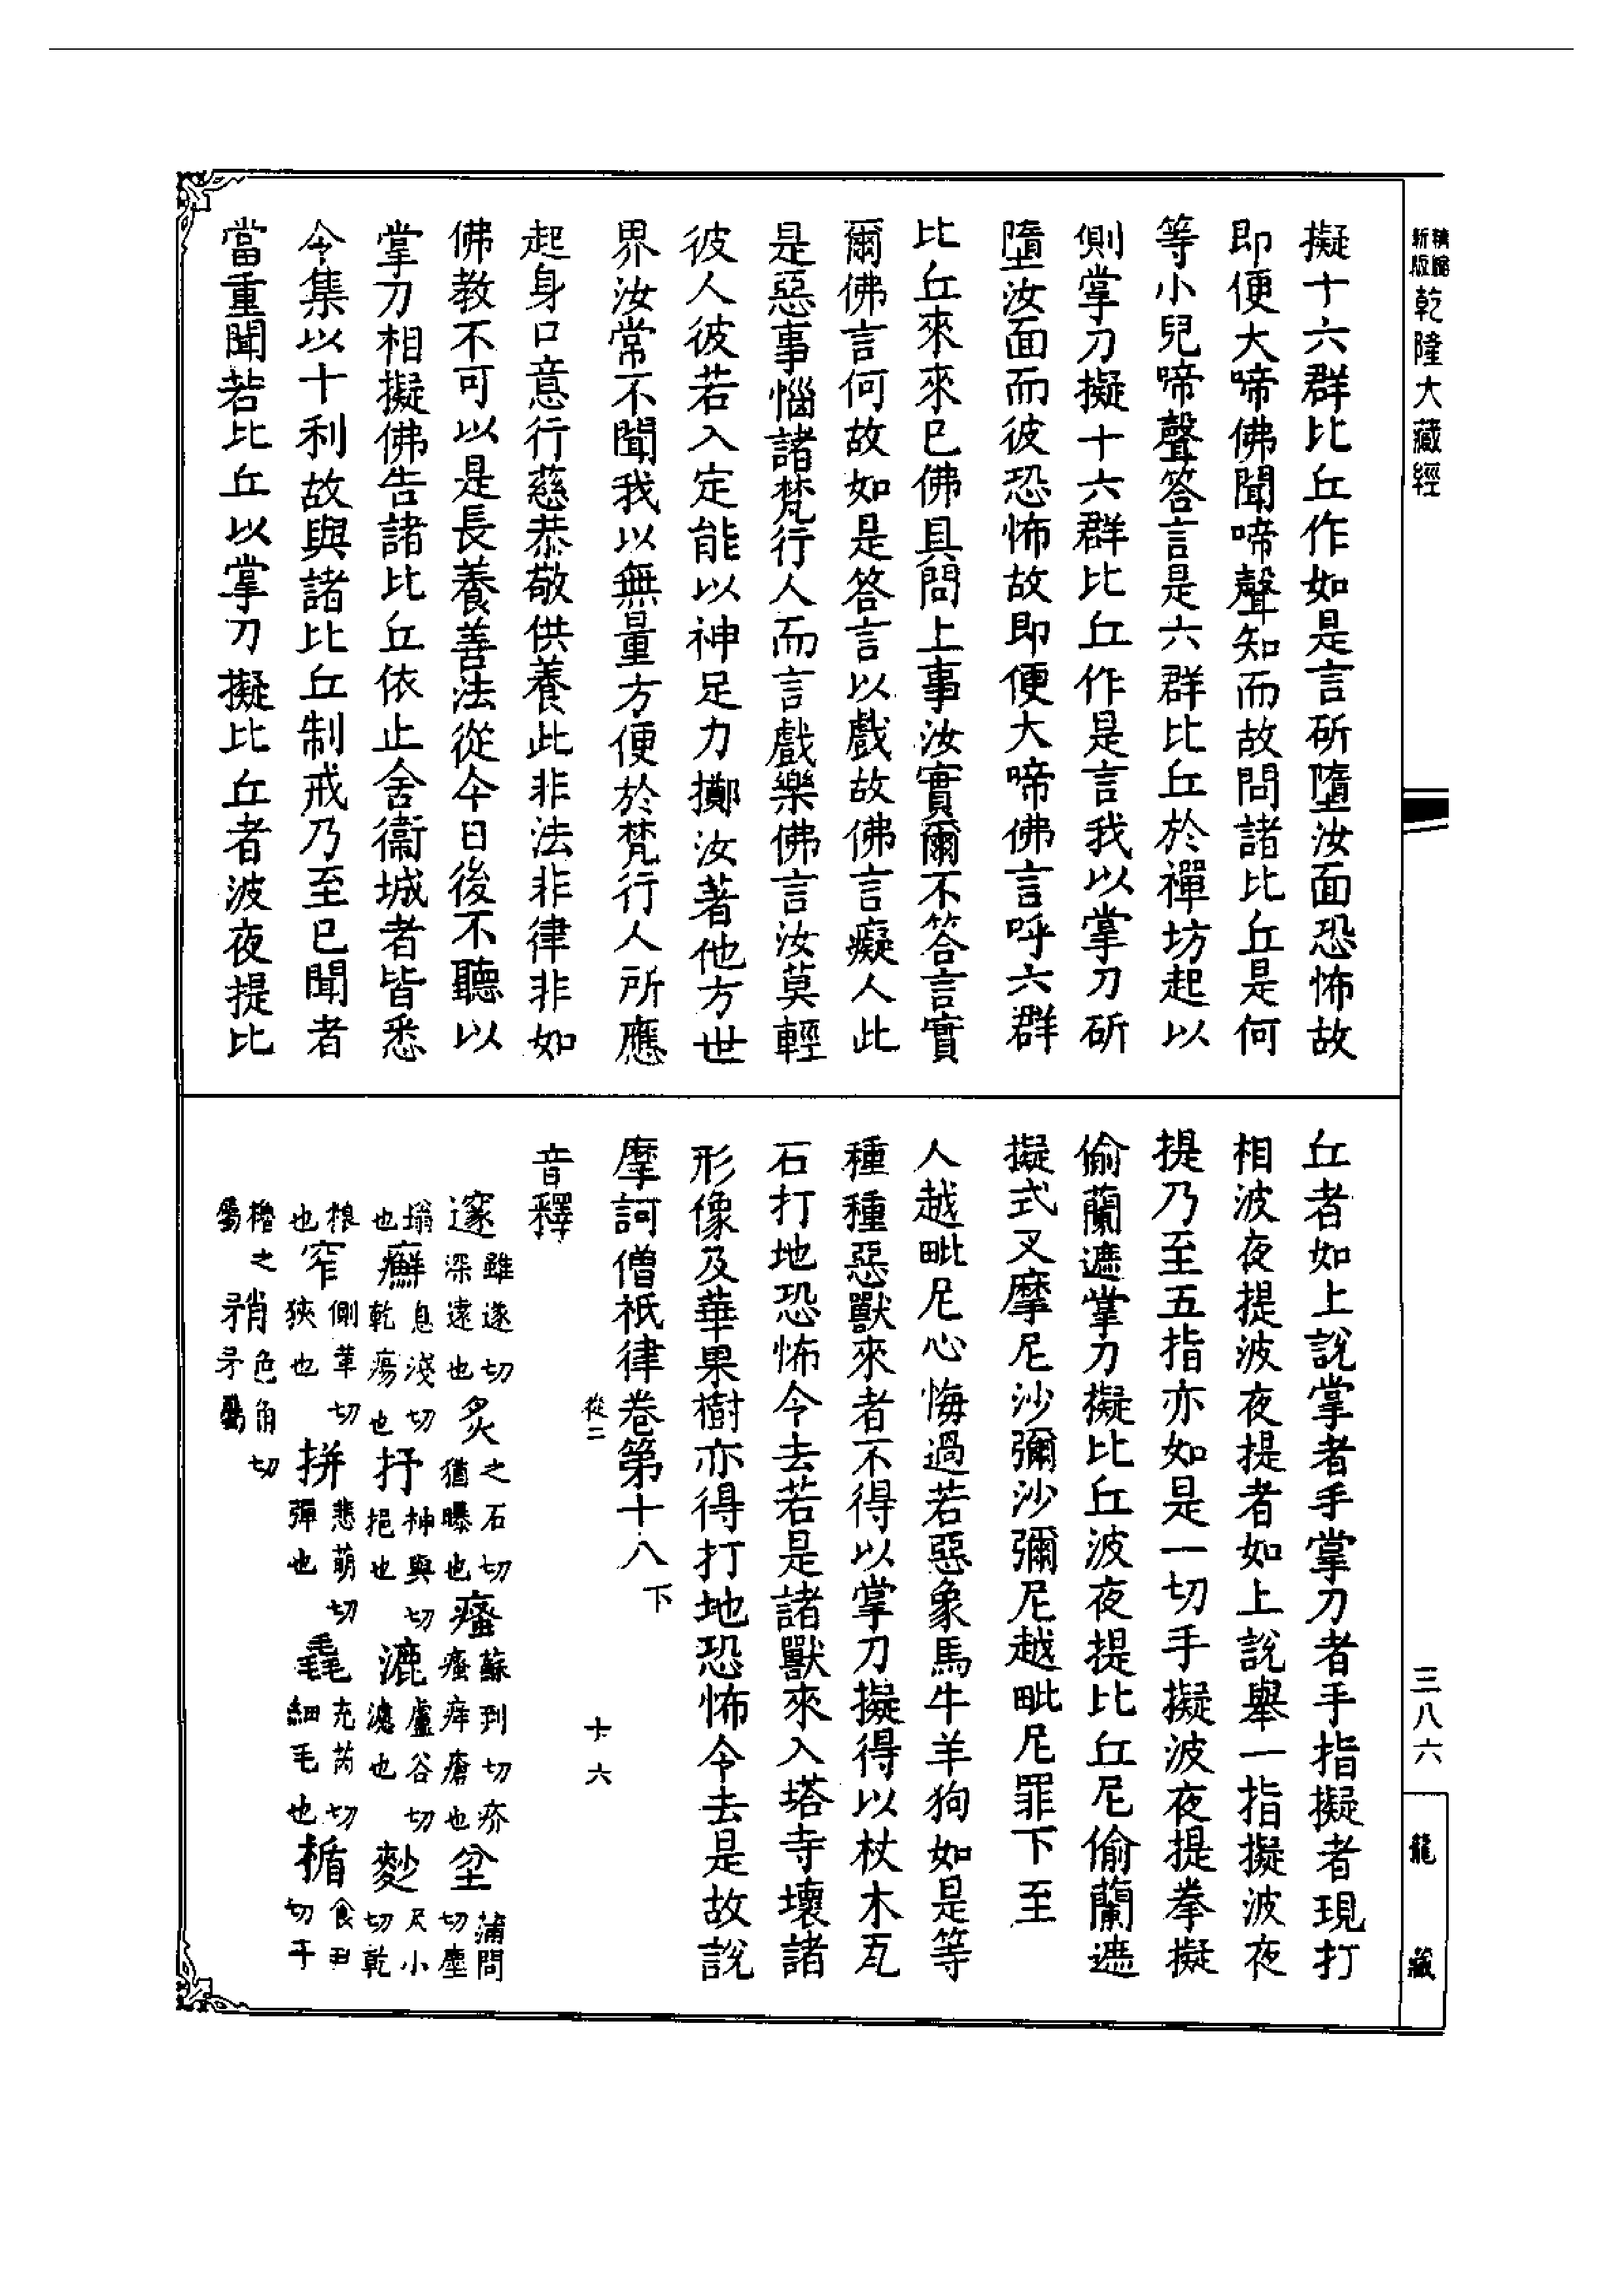 新版精縮乾隆大藏經
三八六
龍藏
擬十六群比丘作如是言斫墮汝面恐怖故
即便大啼佛聞啼聲知而故問諸比丘是何
等小兒啼聲答言是六群比丘於禪坊起以
側掌刀擬十六群比丘作是言我以掌刀斫
墮汝面而彼恐怖故即便大啼佛言呼六群
比丘來來已佛具問上事汝實爾不答言實
爾佛言何故如是答言以戲故佛言癡人此
是惡事惱諸梵行人而言戲樂佛言汝莫輕
彼人彼若入定能以神足力擲汝著他方世
界汝常不聞我以無量方便於梵行人所應
起身口意行慈恭敬供養此非法非律非如
佛教不可以是長養善法從今日後不聽以
掌刀相擬佛告諸比丘依止舍衛城者皆悉
令集以十利故與諸比丘制戒乃至已聞者
當重聞若比丘以掌刀擬比丘者波夜提比
丘者如上說掌者手掌刀者手指擬者現打
相波夜提波夜提者如上說舉一指擬波夜
提乃至五指亦如是一切手擬波夜提拳擬
偷蘭遮掌刀擬比丘波夜提比丘尼偷蘭遮
擬式叉摩尼沙彌沙彌尼越毗尼罪下至
人越毗尼心悔過若惡象馬牛羊狗如是等
種種惡獸來者不得以掌刀擬得以杖木瓦
石打地恐怖令去若是諸獸來入塔寺壞諸
形像及華果樹亦得打地恐怖令去是故說
摩訶僧祇律卷第十八下
從二
十六
音釋
邃雖遂切深遠也炙之石切猶曝也瘙蘇到切疥瘙痒瘡也坌蒲問切塵
塕也癬息淺切乾瘍也抒神與切挹也漉盧谷切濾也麨尺小切乾
粮也窄側革切狹也拼悲萌切彈也毳充芮切細毛也楯食尹切干
櫓之屬矟色角切矛屬